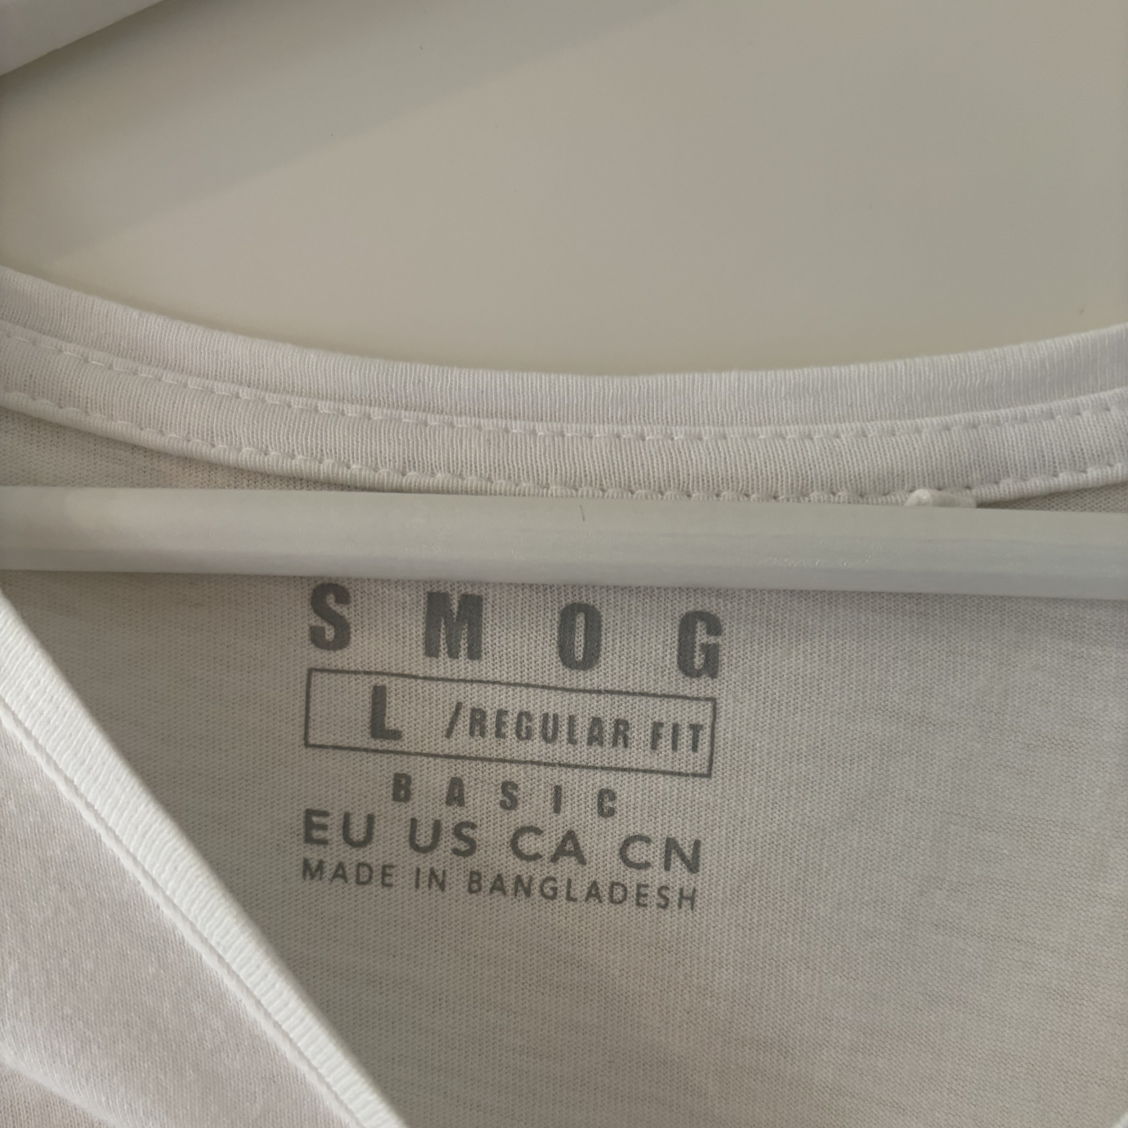 SMOG
L /REGULAR FIT
BASIC
EU US CA CN
MADE IN BANGLADESH